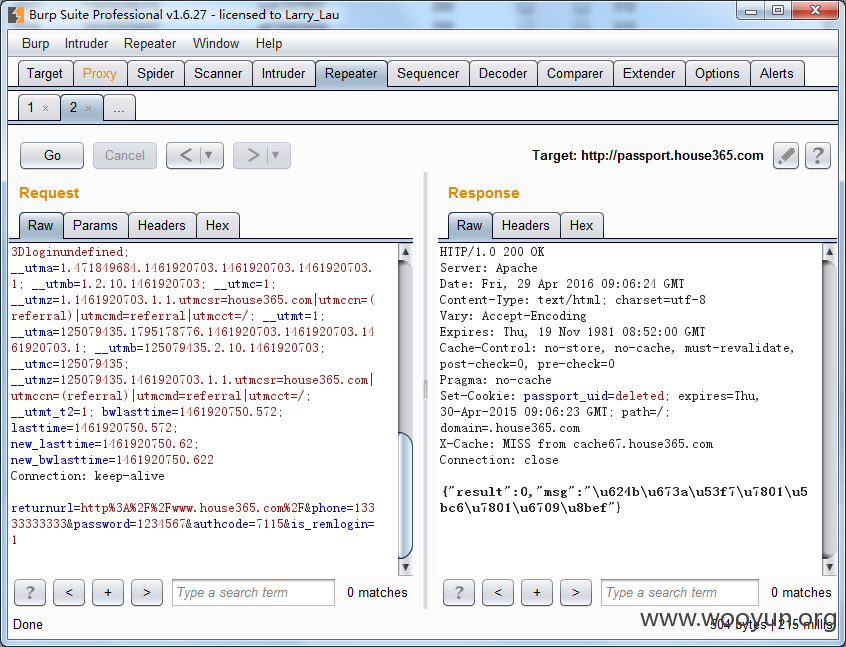 Burp Suite Professional v1.6.27 - licensed to Larry_Lau
Burp Intruder Repeater Window Help
Target Proxy Spider Scanner Intruder Repeater Sequencer Decoder Comparer Extender Options Alerts
1 × 2 × ...
Go Cancel < ▼ > ▼ Target: http://passport.house365.com ?
Request
Raw Params Headers Hex
3Dloginundefined;
__utma=1.471849684.1461920703.1461920703.1461920703.
1; __utmb=1.2.10.1461920703; __utmc=1;
__utmz=1.1461920703.1.1.utmcsr=house365.com|utmccn=(
referral)|utmcmd=referral|utmcct=/; __utmt=1;
__utma=125079435.1795178776.1461920703.1461920703.14
61920703.1; __utmb=125079435.2.10.1461920703;
__utmc=125079435;
__utmz=125079435.1461920703.1.1.utmcsr=house365.com|
utmccn=(referral)|utmcmd=referral|utmcct=/;
__utmt_t2=1; bwlasttime=1461920750.572;
lasttime=1461920750.572;
new_lasttime=1461920750.62;
new_bwlasttime=1461920750.622
Connection: keep-alive
returnurl=http%3A%2F%2Fwww.house365.com%2F&phone=133
33333333&password=1234567&authcode=7115&is_remlogin=
1
? < + > Type a search term 0 matches
Response
Raw Headers Hex
HTTP/1.0 200 OK
Server: Apache
Date: Fri, 29 Apr 2016 09:06:24 GMT
Content-Type: text/html; charset=utf-8
Vary: Accept-Encoding
Expires: Thu, 19 Nov 1981 08:52:00 GMT
Cache-Control: no-store, no-cache, must-revalidate,
post-check=0, pre-check=0
Pragma: no-cache
Set-Cookie: passport_uid=deleted; expires=Thu,
30-Apr-2015 09:06:23 GMT; path=/;
domain=.house365.com
X-Cache: MISS from cache67.house365.com
Connection: close
{"result":0,"msg":"\u624b\u673a\u53f7\u7801\u5
bc6\u7801\u6709\u8bef"}
? < + > Type a search term 0 matches
Done
504 bytes | 215 millis
www.wooyun.org